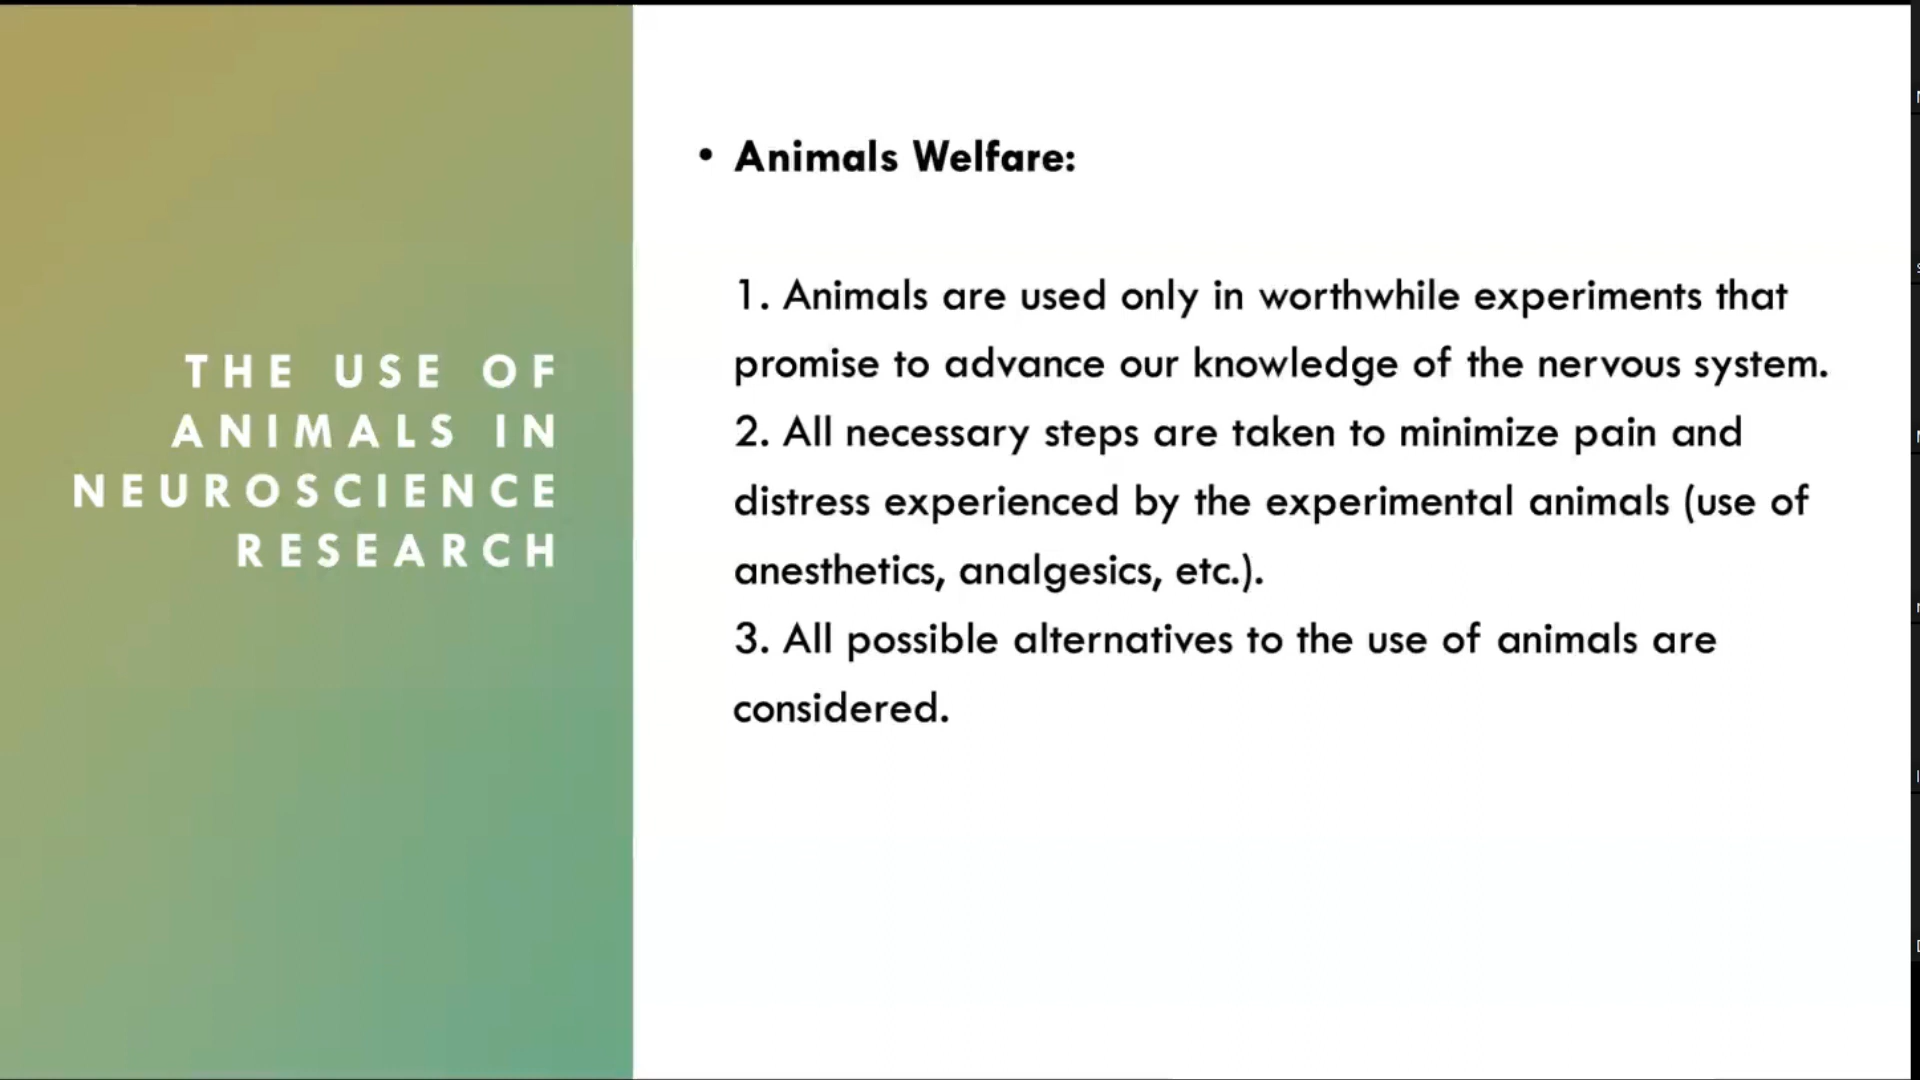 THE USE OF
ANIMALS IN
NEUROSCIENCE
RESEARCH
• Animals Welfare:
1. Animals are used only in worthwhile experiments that
promise to advance our knowledge of the nervous system.
2. All necessary steps are taken to minimize pain and
distress experienced by the experimental animals (use of
anesthetics, analgesics, etc.).
3. All possible alternatives to the use of animals are
considered.